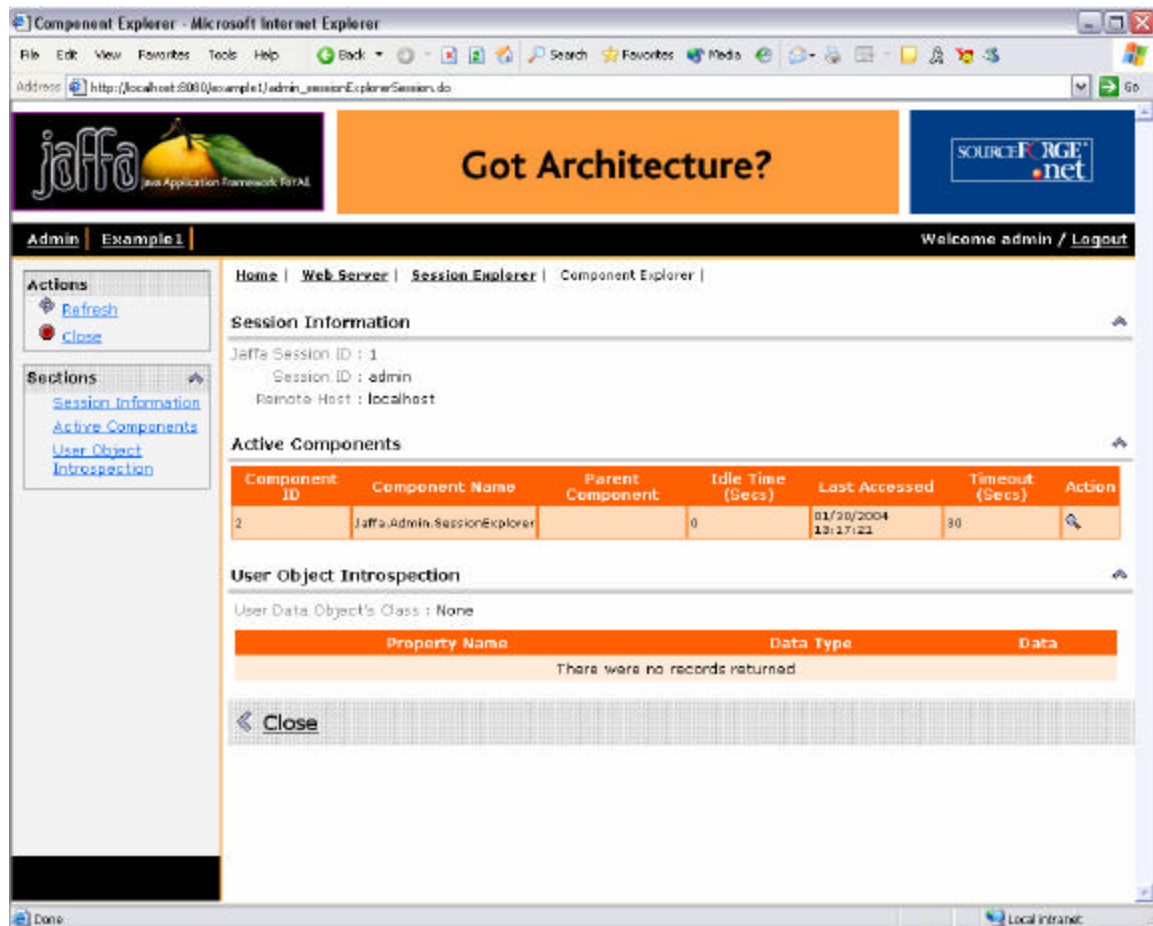 Component Explorer - Microsoft Internet Explorer
File Edit View Favorites Tools Help Back Search Favorites Media
Address http://localhost:8080/example1/admin_sessionExplorerSession.do Go
jaffa Java Application Framework For All
Got Architecture?
SOURCEFORGE
.net
Admin Example1 Welcome admin / Logout
Actions
Refresh
Close
Sections
Session Information
Active Components
User Object
Introspection
Home | Web Server | Session Explorer | Component Explorer |
Session Information
Jaffa Session ID : 1
Session ID : admin
Remote Host : localhost
Active Components
Component ID Component Name Parent Component Idle Time (Secs) Last Accessed Timeout (Secs) Action
2 Jaffa.Admin.SessionExplorer 0 01/20/2004 13:17:21 30
User Object Introspection
User Data Object's Class : None
Property Name Data Type Data
There were no records returned
Close
Done Local intranet